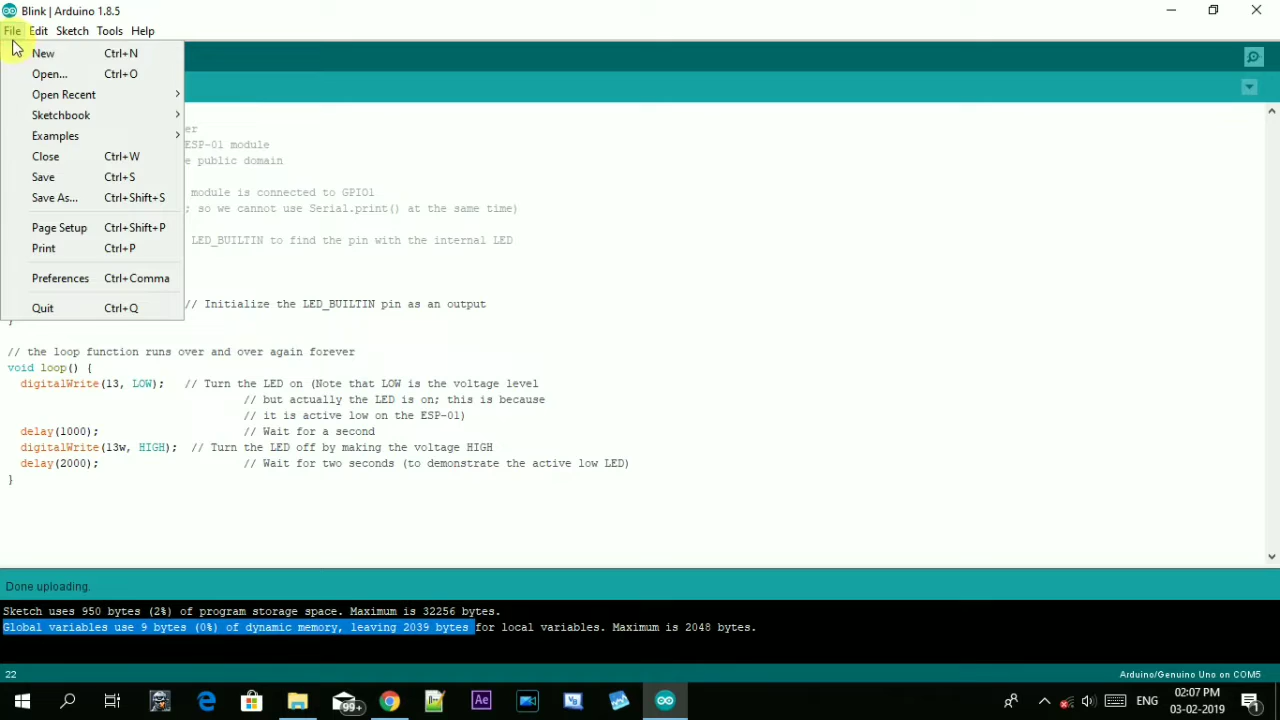 Blink | Arduino 1.8.5
File Edit Sketch Tools Help
New Ctrl+N
Open... Ctrl+O
Open Recent
Sketchbook
Examples
Close Ctrl+W
Save Ctrl+S
Save As... Ctrl+Shift+S
Page Setup Ctrl+Shift+P
Print Ctrl+P
Preferences Ctrl+Comma
Quit Ctrl+Q
er
ESP-01 module
e public domain
module is connected to GPIO1
; so we cannot use Serial.print() at the same time)
LED_BUILTIN to find the pin with the internal LED
// Initialize the LED_BUILTIN pin as an output
}
// the loop function runs over and over again forever
void loop() {
digitalWrite(13, LOW); // Turn the LED on (Note that LOW is the voltage level
// but actually the LED is on; this is because
// it is active low on the ESP-01)
delay(1000); // Wait for a second
digitalWrite(13w, HIGH); // Turn the LED off by making the voltage HIGH
delay(2000); // Wait for two seconds (to demonstrate the active low LED)
}
Done uploading.
Sketch uses 950 bytes (2%) of program storage space. Maximum is 32256 bytes.
Global variables use 9 bytes (0%) of dynamic memory, leaving 2039 bytes for local variables. Maximum is 2048 bytes.
22 Arduino/Genuino Uno on COM5
99+ Ae ENG 02:07 PM
03-02-2019 1